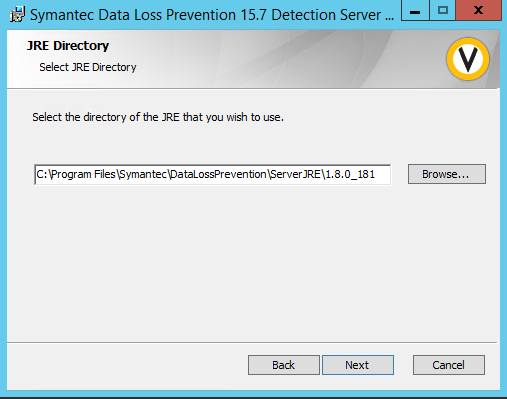 Symantec Data Loss Prevention 15.7 Detection Server ...
JRE Directory
Select JRE Directory
Select the directory of the JRE that you wish to use.
C:\Program Files\Symantec\DataLossPrevention\ServerJRE\1.8.0_181
Browse...
Back
Next
Cancel